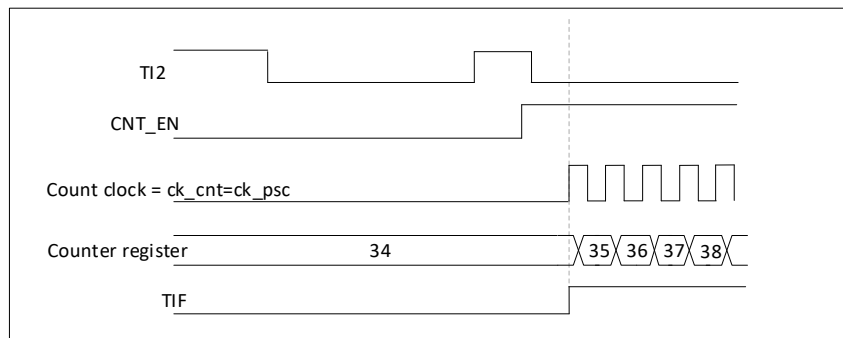 TI2
CNT_EN
Count clock = ck_cnt=ck_psc
Counter register 34 35 36 37 38
TIF